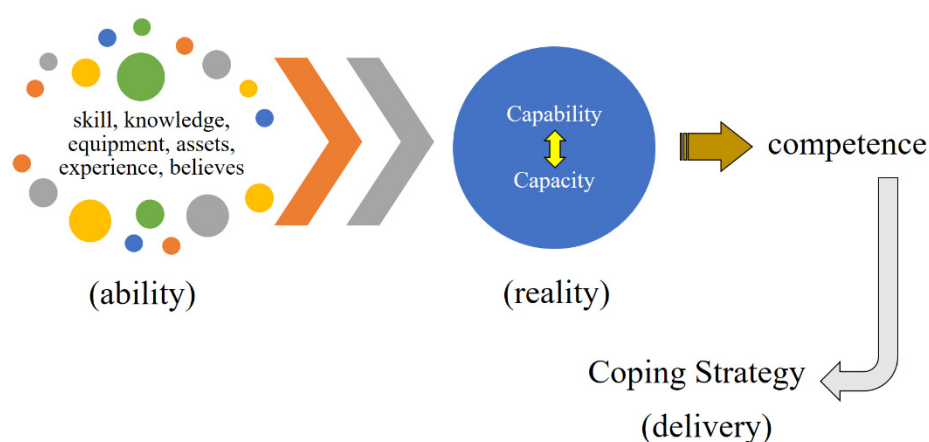 skill, knowledge,
equipment, assets,
experience, believes
(ability)
Capability
Capacity
(reality)
competence
Coping Strategy
(delivery)